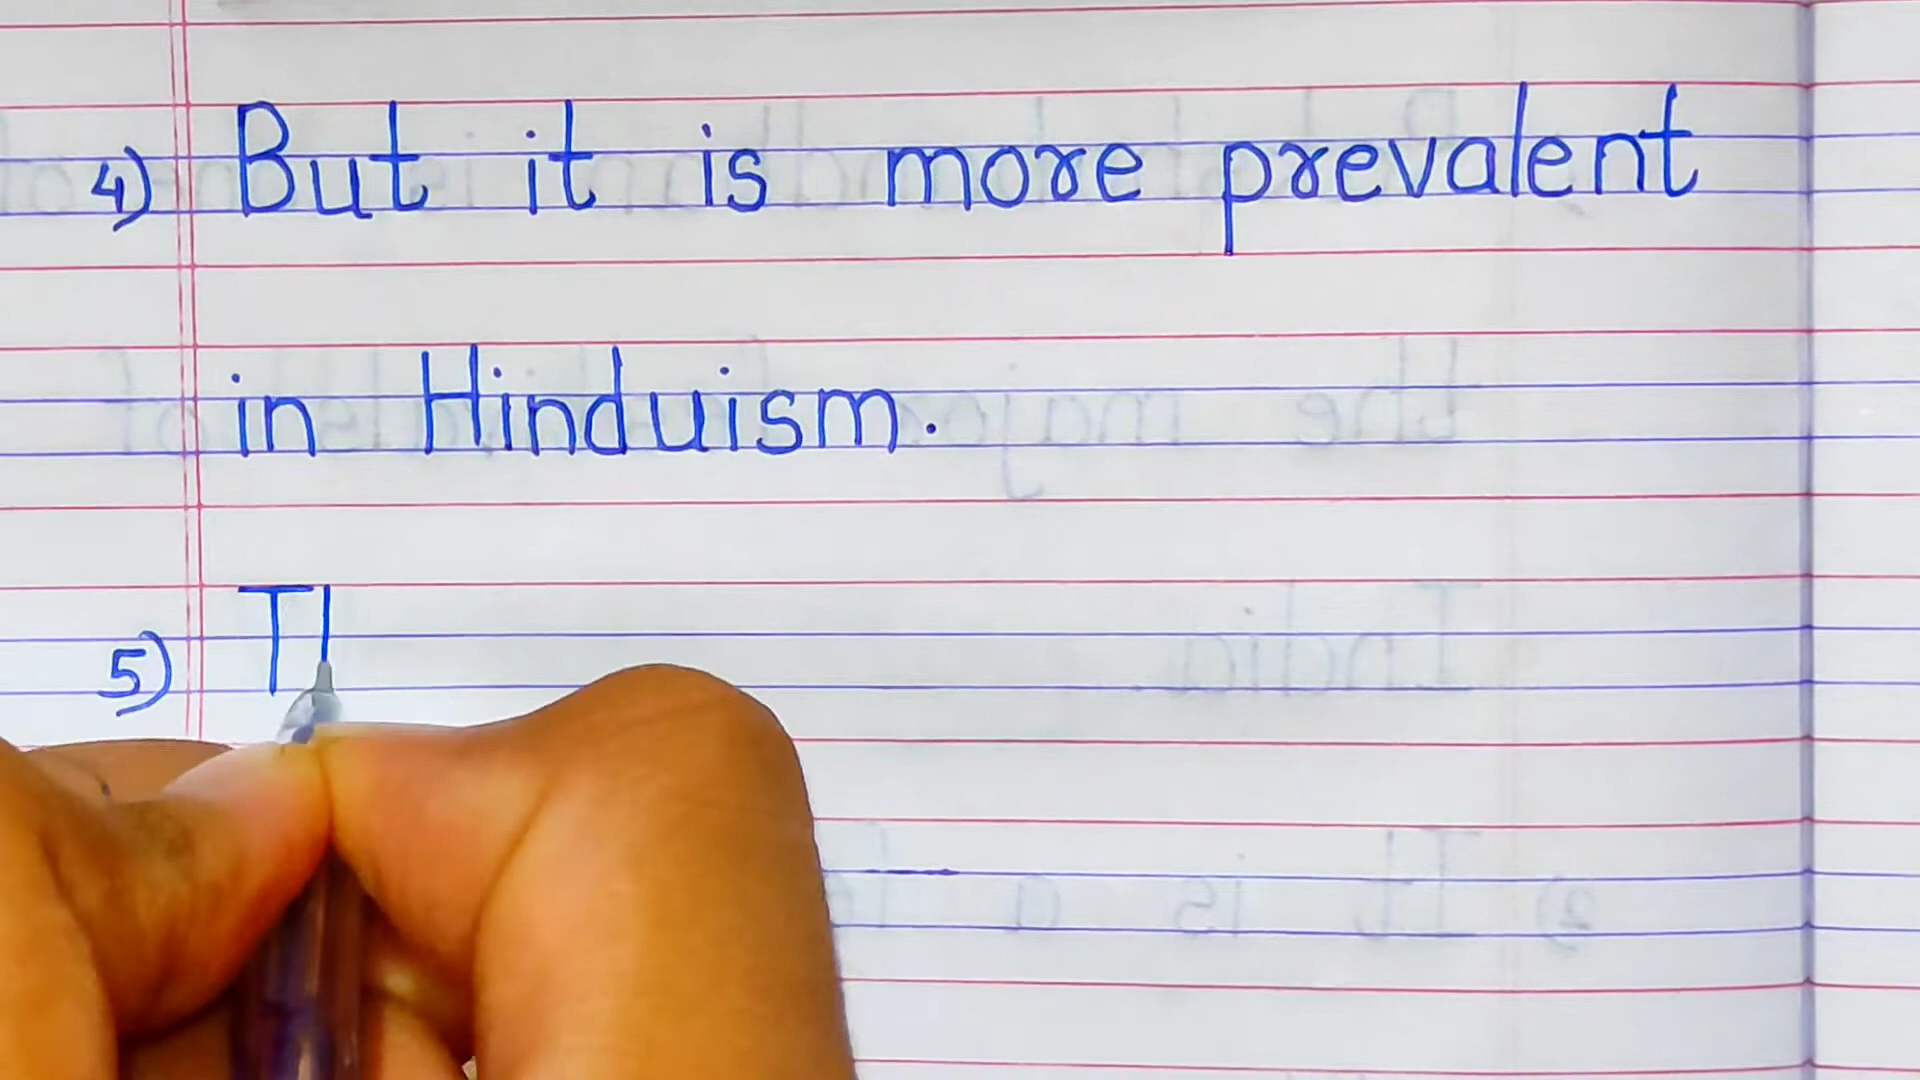 4) But it is more prevalent
in Hinduism.
5) T